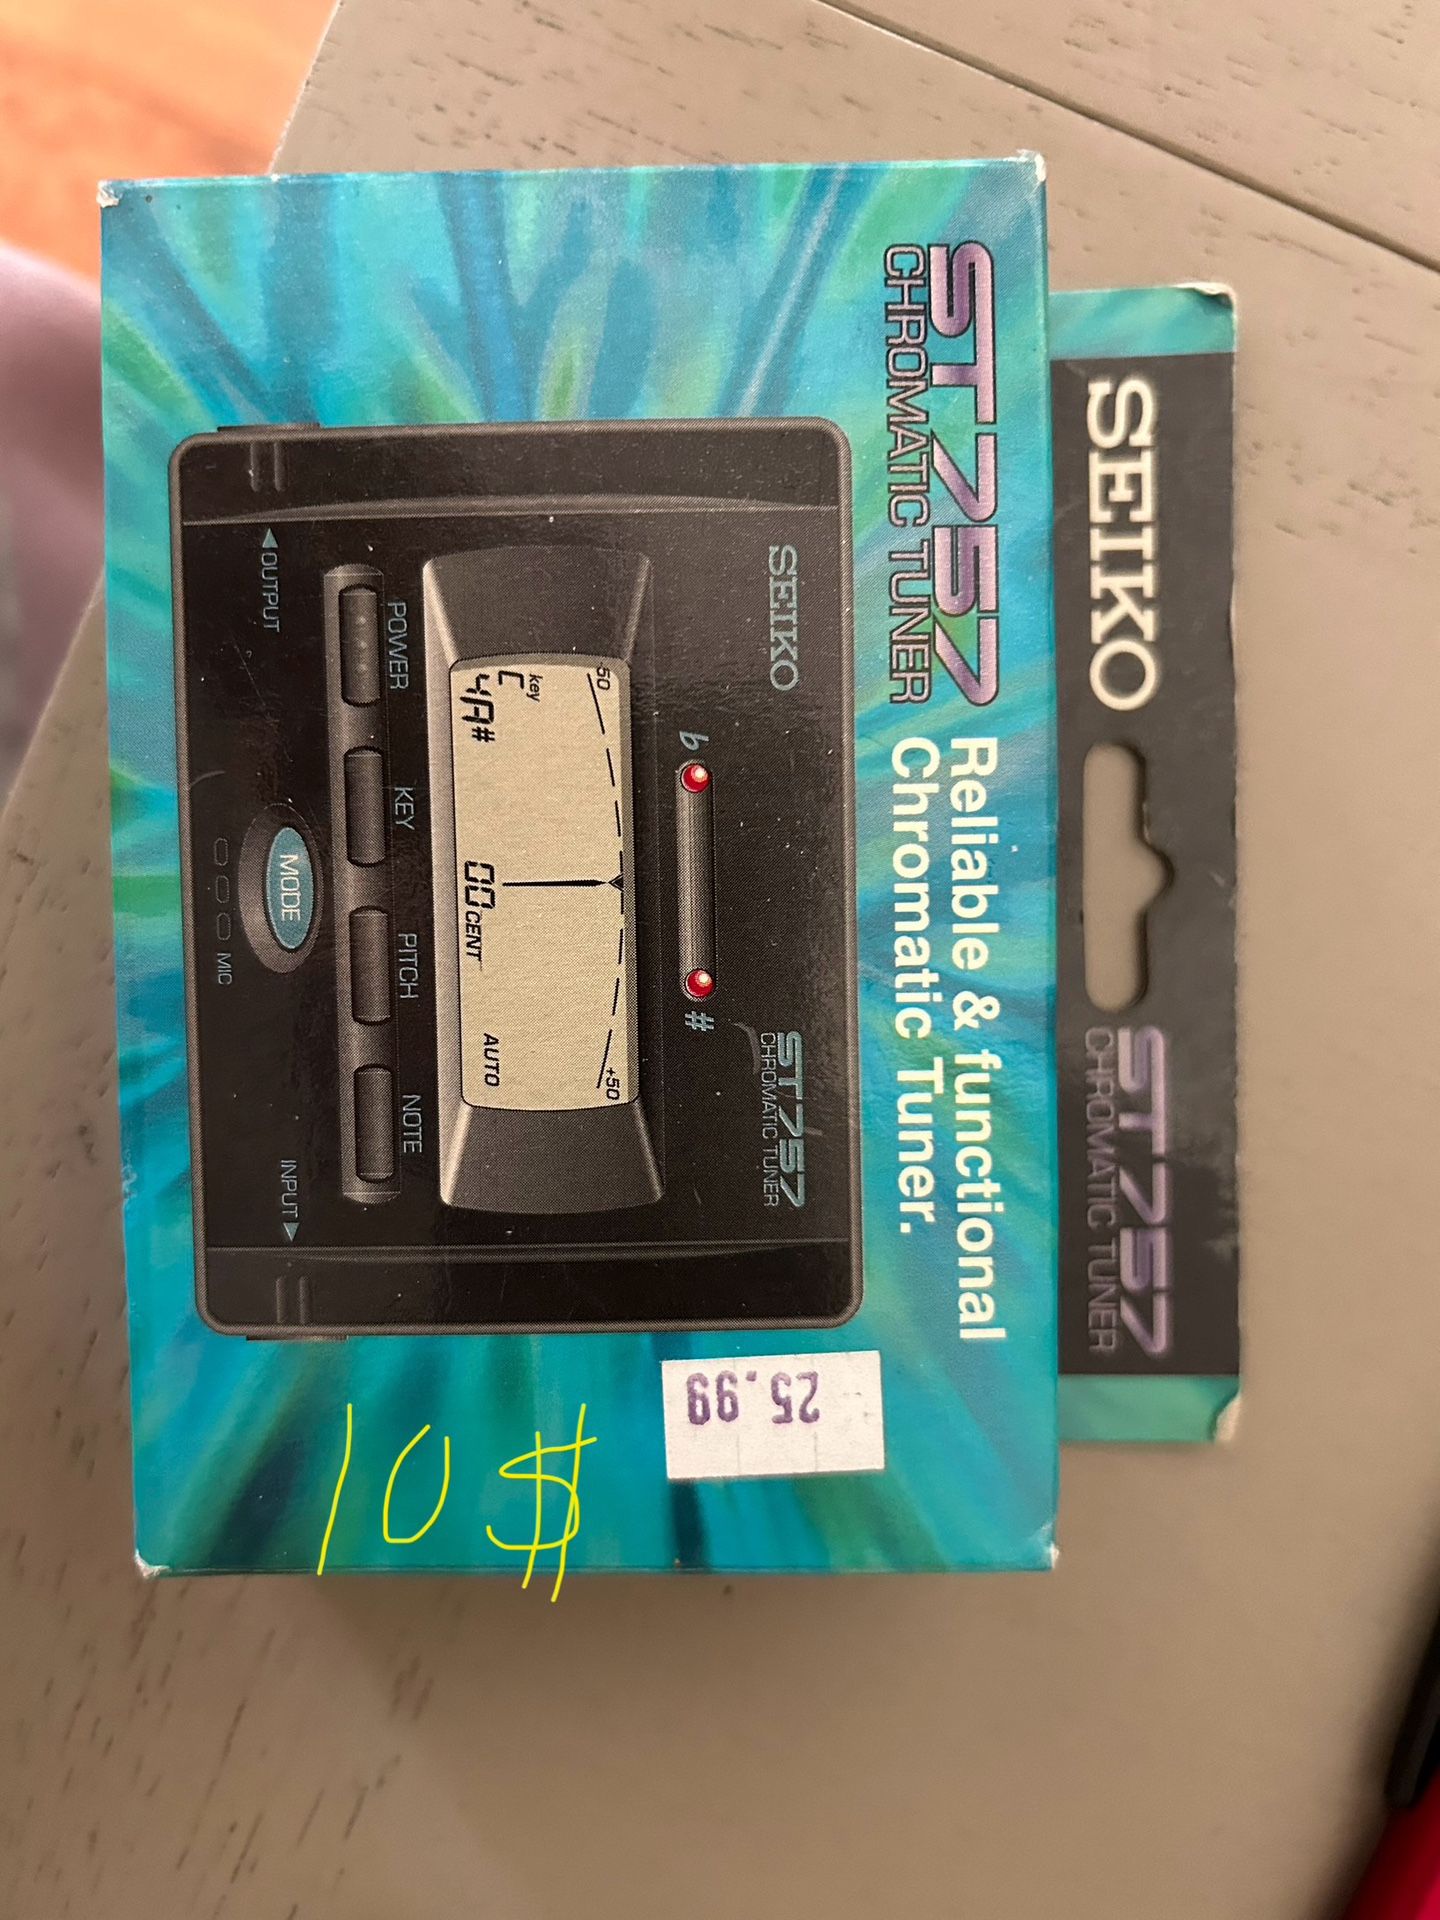 SEIKO
ST757
CHROMATIC TUNER
ST757
CHROMATIC TUNER
Reliable & functional
Chromatic Tuner.
SEIKO
ST757
CHROMATIC TUNER
b
#
-50
+50
key
C
4A#
00 CENT
AUTO
POWER
KEY
PITCH
NOTE
MODE
OUTPUT
INPUT
MIC
25.99
10$